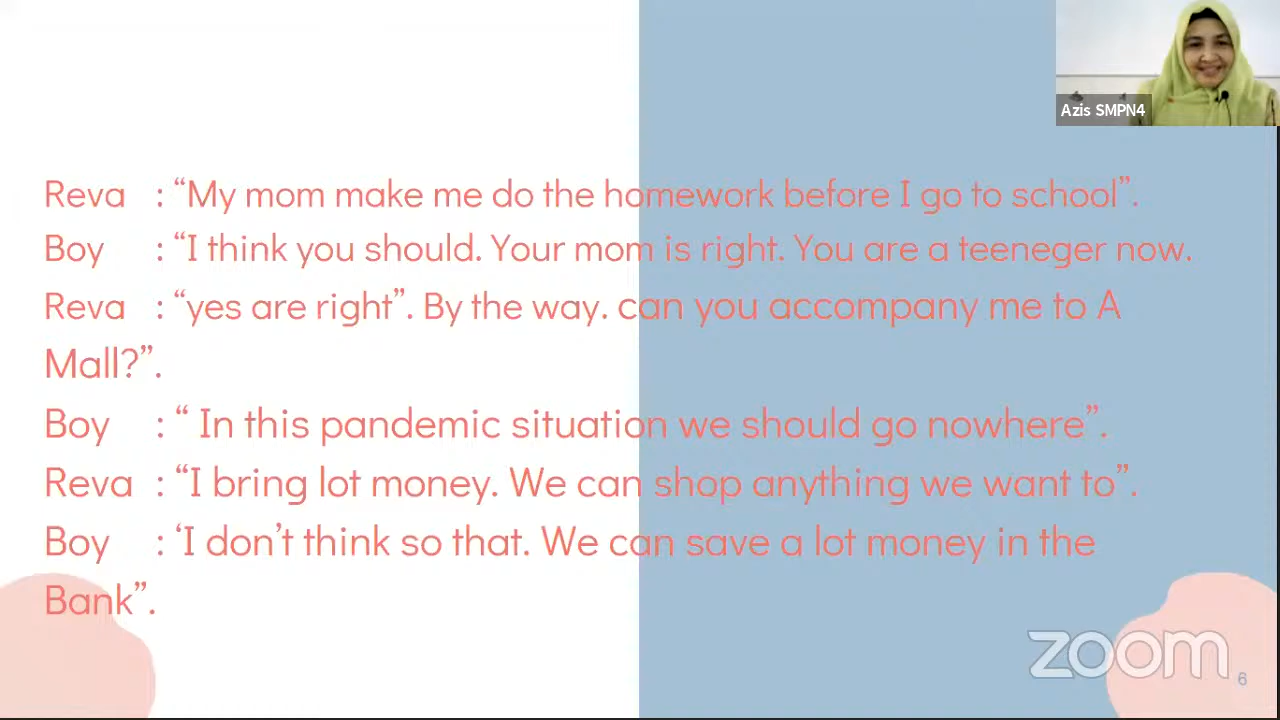 Azis SMPN4
Reva : “My mom make me do the homework before I go to school”.
Boy : “I think you should. Your mom is right. You are a teeneger now.
Reva : “yes are right”. By the way. can you accompany me to A
Mall?”.
Boy : “ In this pandemic situation we should go nowhere”.
Reva : “I bring lot money. We can shop anything we want to”.
Boy : ‘I don’t think so that. We can save a lot money in the
Bank”.
zoom
6